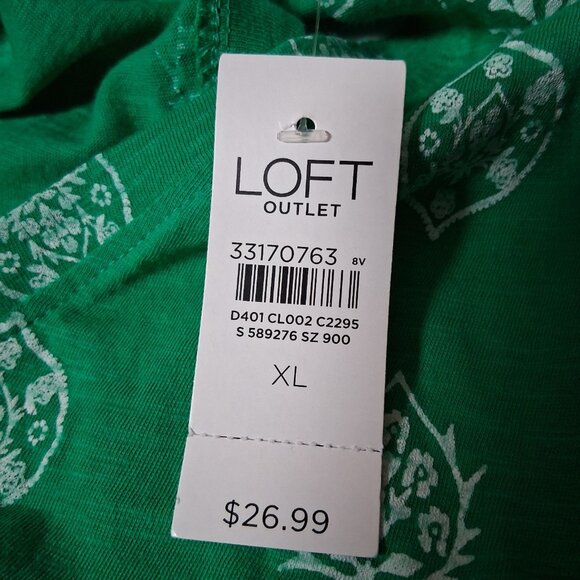 LOFT
OUTLET
33170763 8V
D401 CL002 C2295
S 589276 SZ 900
XL
$26.99